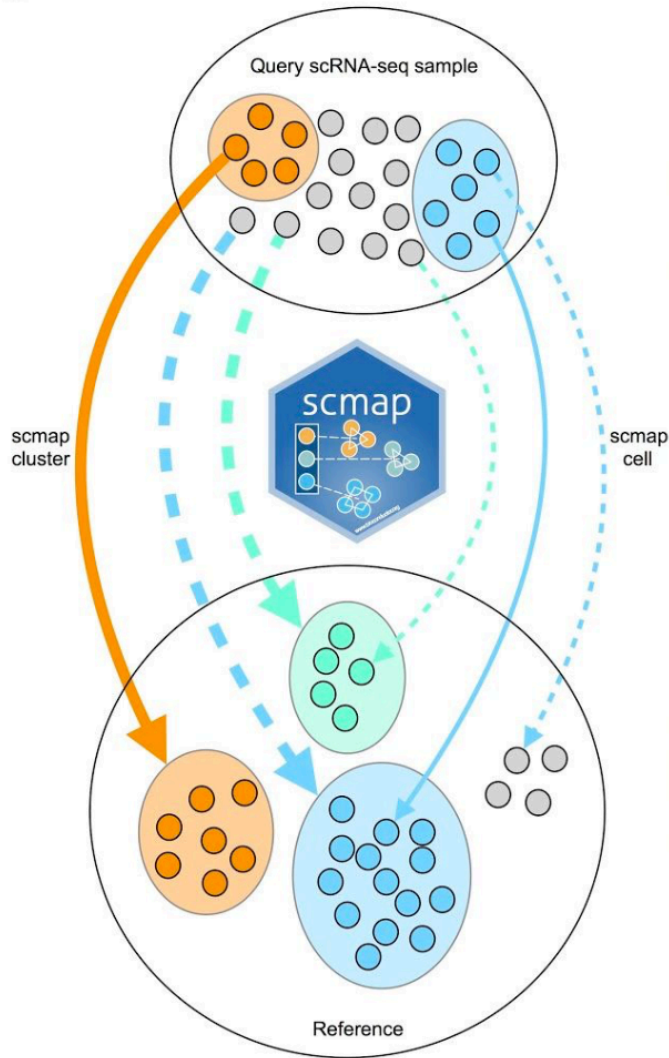 Query scRNA-seq sample
scmap
scmap
cluster
scmap
cell
Reference